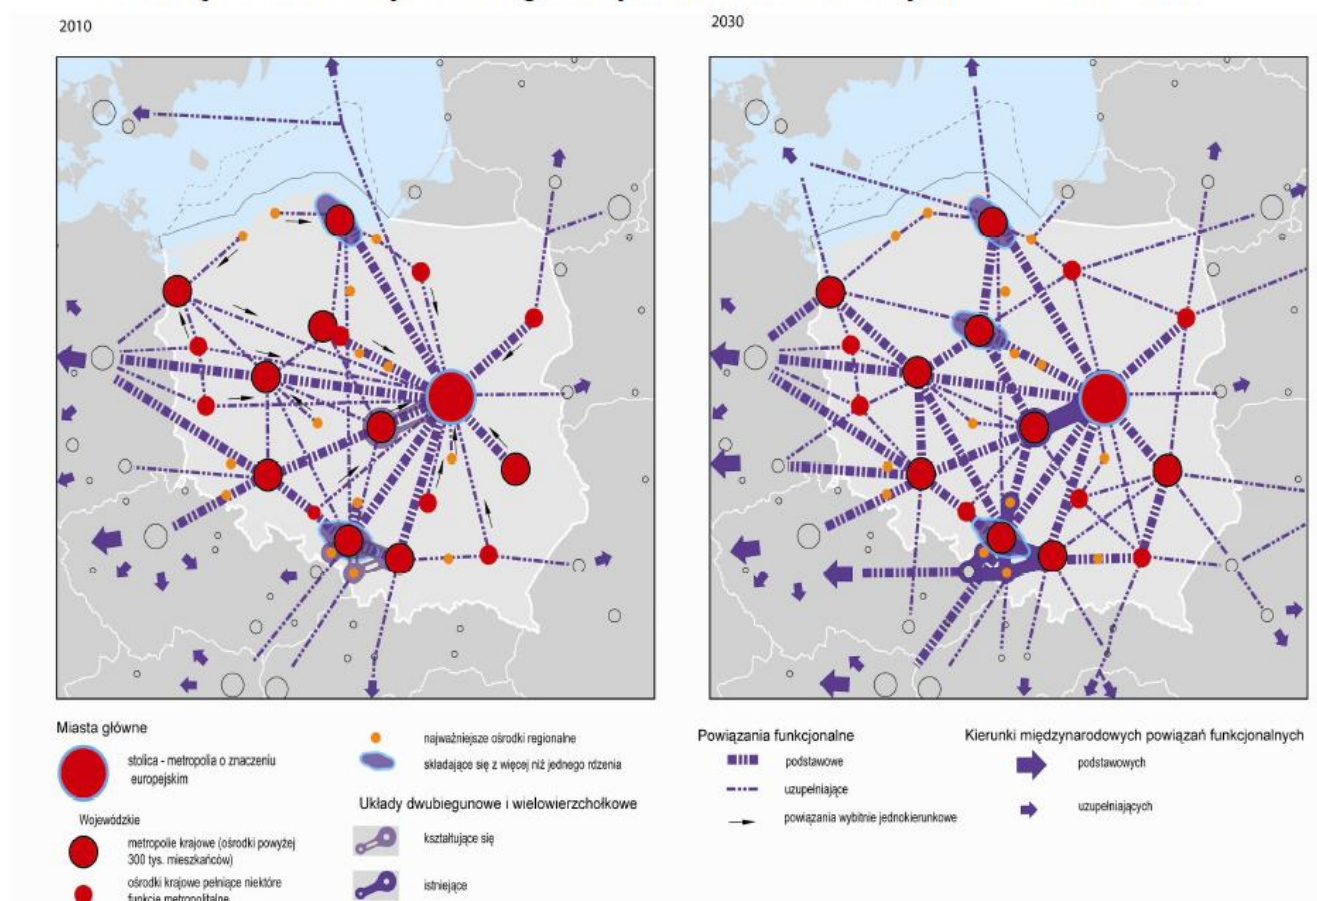 2010
2030
Miasta główne
stolica - metropolia o znaczeniu
europejskim
Wojewódzkie
metropolie krajowe (ośrodki powyżej
300 tys. mieszkańców)
ośrodki krajowe pełniące niektóre
funkcje metropolitalne
najważniejsze ośrodki regionalne
składające się z więcej niż jednego rdzenia
Układy dwubiegunowe i wielowierzchołkowe
kształtujące się
istniejące
Powiązania funkcjonalne
podstawowe
uzupełniające
powiązania wybitnie jednokierunkowe
Kierunki międzynarodowych powiązań funkcjonalnych
podstawowych
uzupełniających